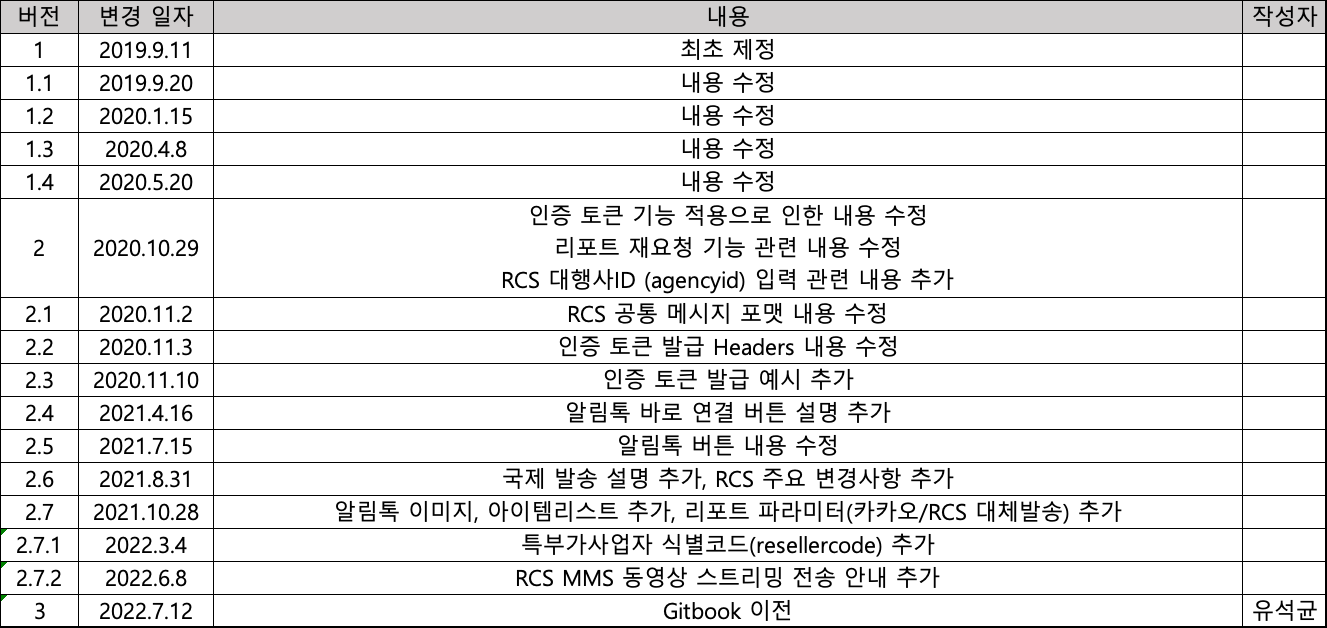 버전 변경 일자 내용 작성자
1 2019.9.11 최초 제정
1.1 2019.9.20 내용 수정
1.2 2020.1.15 내용 수정
1.3 2020.4.8 내용 수정
1.4 2020.5.20 내용 수정
인증 토큰 기능 적용으로 인한 내용 수정
2 2020.10.29 리포트 재요청 기능 관련 내용 수정
RCS 대행사ID (agencyid) 입력 관련 내용 추가
2.1 2020.11.2 RCS 공통 메시지 포맷 내용 수정
2.2 2020.11.3 인증 토큰 발급 Headers 내용 수정
2.3 2020.11.10 인증 토큰 발급 예시 추가
2.4 2021.4.16 알림톡 바로 연결 버튼 설명 추가
2.5 2021.7.15 알림톡 버튼 내용 수정
2.6 2021.8.31 국제 발송 설명 추가, RCS 주요 변경사항 추가
2.7 2021.10.28 알림톡 이미지, 아이템리스트 추가, 리포트 파라미터(카카오/RCS 대체발송) 추가
2.7.1 2022.3.4 특부가사업자 식별코드(resellercode) 추가
2.7.2 2022.6.8 RCS MMS 동영상 스트리밍 전송 안내 추가
3 2022.7.12 Gitbook 이전 유석균